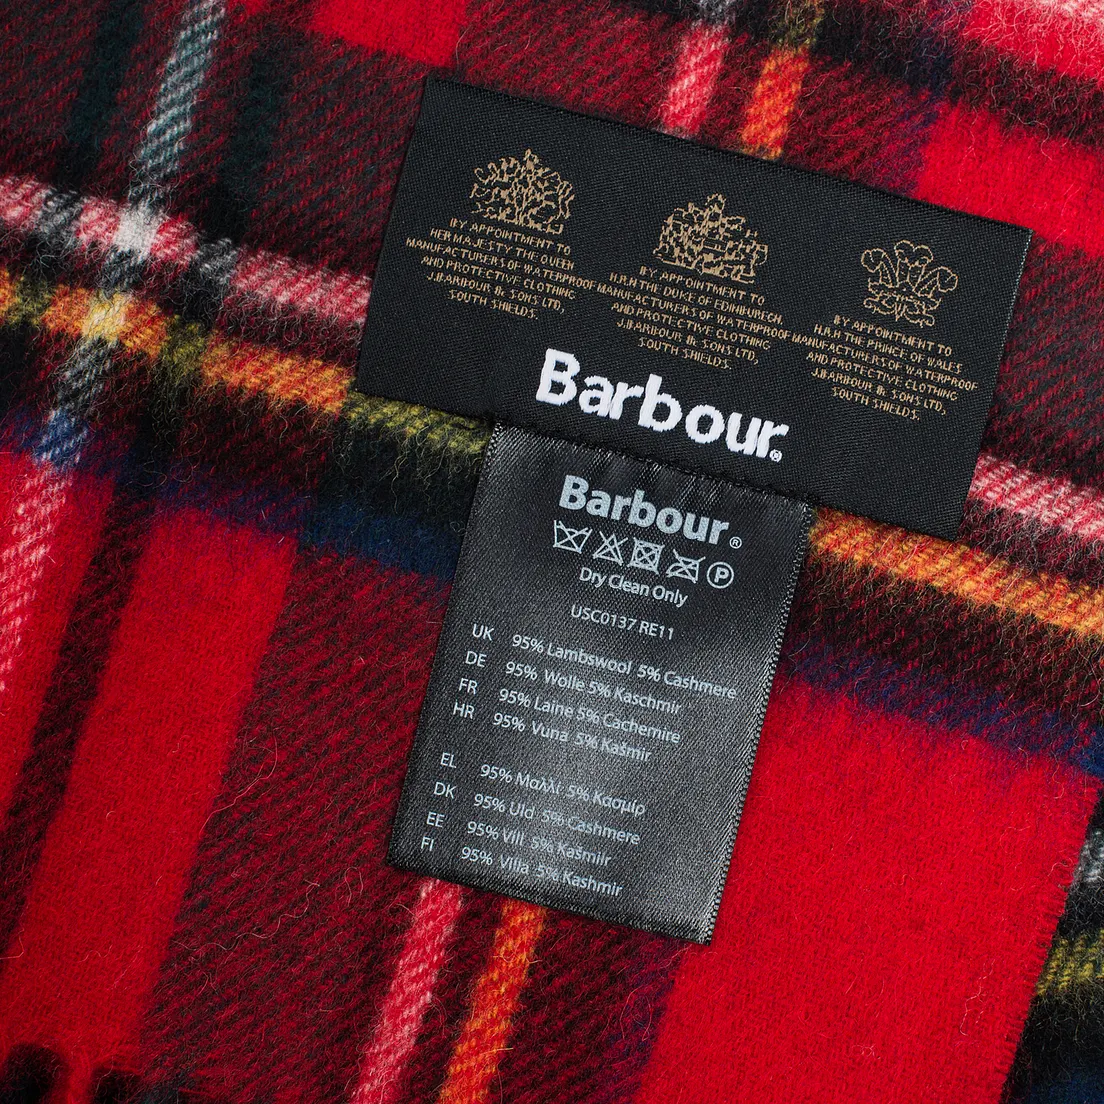 BY APPOINTMENT TO
HER MAJESTY THE QUEEN
MANUFACTURERS OF WATERPROOF
AND PROTECTIVE CLOTHING
J.BARBOUR & SONS LTD,
SOUTH SHIELDS.
BY APPOINTMENT TO
H.R.H THE DUKE OF EDINBURGH,
MANUFACTURERS OF WATERPROOF
AND PROTECTIVE CLOTHING
J.BARBOUR & SONS LTD,
SOUTH SHIELDS.
BY APPOINTMENT TO
H.R.H. THE PRINCE OF WALES
MANUFACTURERS OF WATERPROOF
AND PROTECTIVE CLOTHING
J.BARBOUR & SONS LTD,
SOUTH SHIELDS.
Barbour®
Barbour®
P
Dry Clean Only
USC0137 RE11
UK 95% Lambswool 5% Cashmere
DE 95% Wolle 5% Kaschmir
FR 95% Laine 5% Cachemire
HR 95% Vuna 5% Kašmir
EL 95% Μαλλί 5% Κασμίρ
DK 95% Uld 5% Cashmere
EE 95% Vill 5% Kašmiir
FI 95% Villa 5% Kashmir